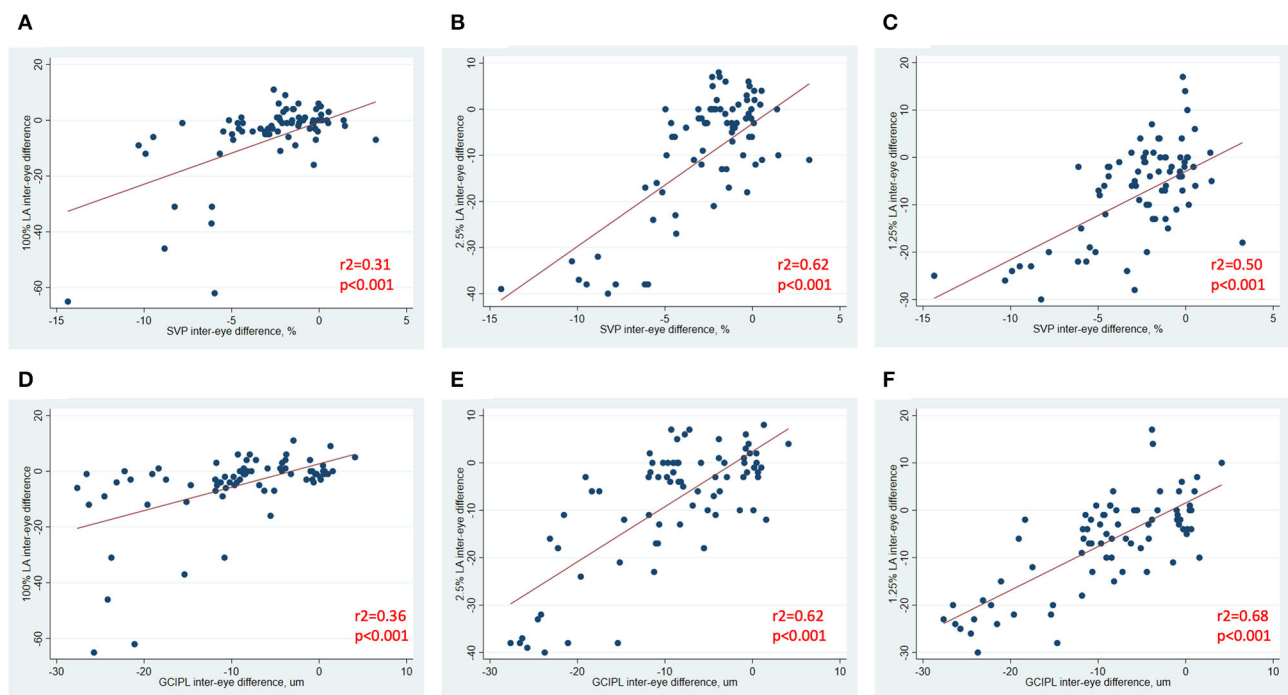 A
B
C
100% LA inter-eye difference
20
0
-20
-40
-60
r2=0.31
p<0.001
-15
-10
-5
0
5
SVP inter-eye difference, %
2.5% LA inter-eye difference
10
0
-10
-20
-30
-40
r2=0.62
p<0.001
-15
-10
-5
0
5
SVP inter-eye difference, %
1.25% LA inter-eye difference
20
10
0
-10
-20
-30
r2=0.50
p<0.001
-15
-10
-5
0
5
SVP inter-eye difference, %
D
E
F
100% LA inter-eye difference
20
0
-20
-40
-60
r2=0.36
p<0.001
-30
-20
-10
0
10
GCIPL inter-eye difference, um
2.5% LA inter-eye difference
10
0
-10
-20
-30
-40
r2=0.62
p<0.001
-30
-20
-10
0
10
GCIPL inter-eye difference, um
1.25% LA inter-eye difference
20
10
0
-10
-20
-30
r2=0.68
p<0.001
-30
-20
-10
0
10
GCIPL inter-eye difference, um